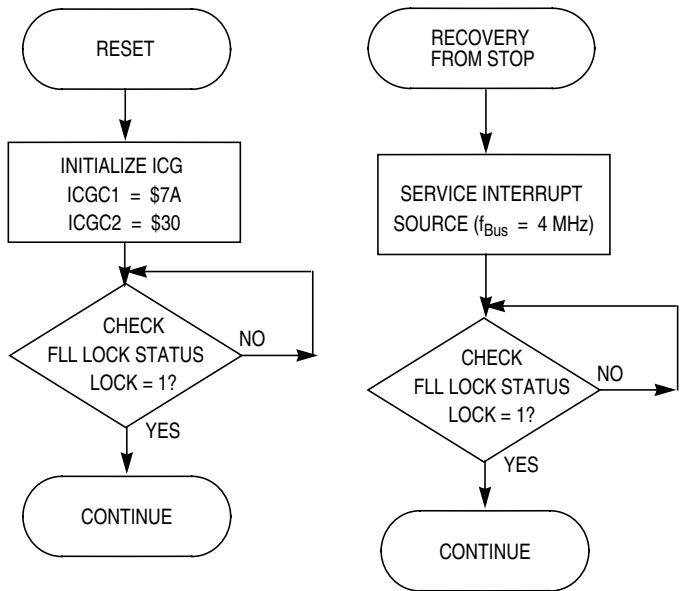 RESET
INITIALIZE ICG
ICGC1 = $7A
ICGC2 = $30
CHECK
FLL LOCK STATUS
LOCK = 1?
NO
YES
CONTINUE
RECOVERY
FROM STOP
SERVICE INTERRUPT
SOURCE (fBus = 4 MHz)
CHECK
FLL LOCK STATUS
LOCK = 1?
NO
YES
CONTINUE